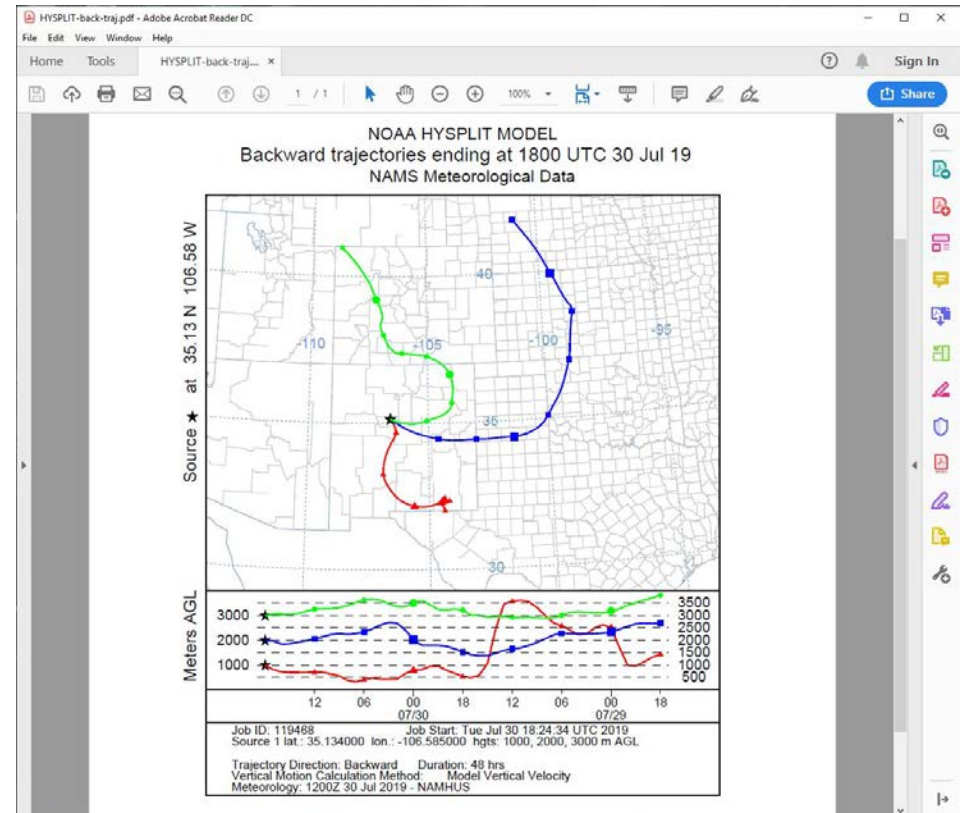 HYSPLIT-back-traj.pdf - Adobe Acrobat Reader DC
File Edit View Window Help
Home Tools HYSPLIT-back-traj.... × Sign In
1 / 1 100% Share
NOAA HYSPLIT MODEL
Backward trajectories ending at 1800 UTC 30 Jul 19
NAMS Meteorological Data
Source ★ at 35.13 N 106.58 W
40
-110 -105 -100 -95
35
30
Meters AGL
3500
3000 3000
2500
2000 2000
1500
1000 1000
500
12 06 00 18 12 06 00 18
07/30 07/29
Job ID: 119468 Job Start: Tue Jul 30 18:24:34 UTC 2019
Source 1 lat.: 35.134000 lon.: -106.585000 hgts: 1000, 2000, 3000 m AGL
Trajectory Direction: Backward Duration: 48 hrs
Vertical Motion Calculation Method: Model Vertical Velocity
Meteorology: 1200Z 30 Jul 2019 - NAMHUS